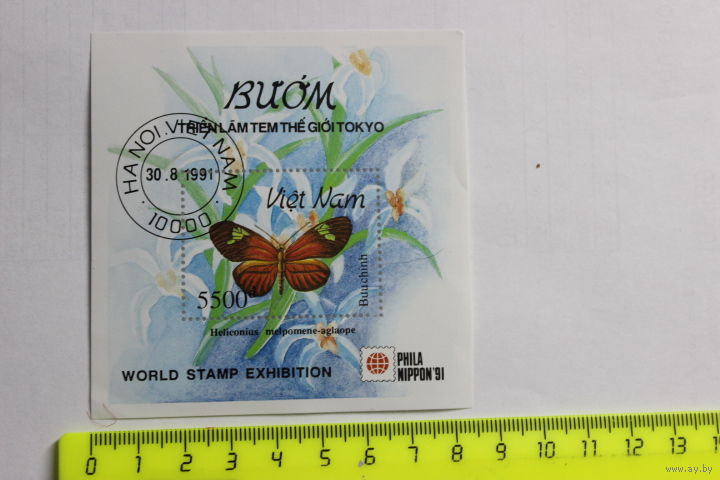 BƯỚM
TRIỂN LÃM TEM THẾ GIỚI TOKYO
HANOI.VIET NAM
30.8 1991
10000
Việt Nam
Bưu chính
5500đ
Heliconius melpomene-aglaope
WORLD STAMP EXHIBITION
PHILA
NIPPON'91
0 1 2 3 4 5 6 7 8 9 10 11 12 13
www.ay.by